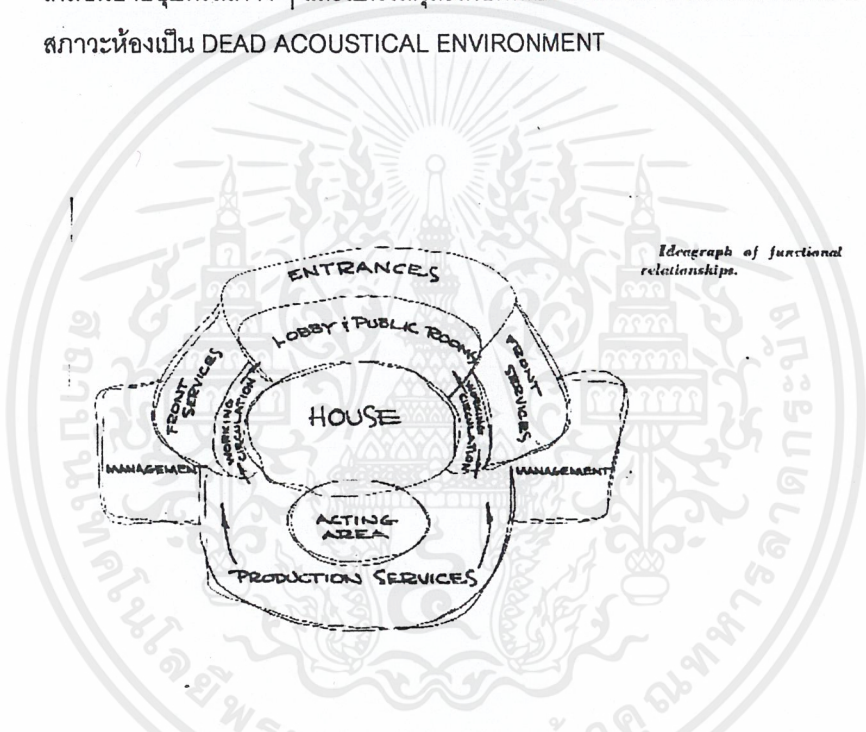 สภาวะห้องเป็น DEAD ACOUSTICAL ENVIRONMENT
Ideagraph of functional
relationships.
ENTRANCES
LOBBY & PUBLIC ROOMS
FRONT
SERVICES
WORKING
CIRCULATION
HOUSE
WORKING
CIRCULATION
FRONT
SERVICES
MANAGEMENT
MANAGEMENT
ACTING
AREA
PRODUCTION SERVICES